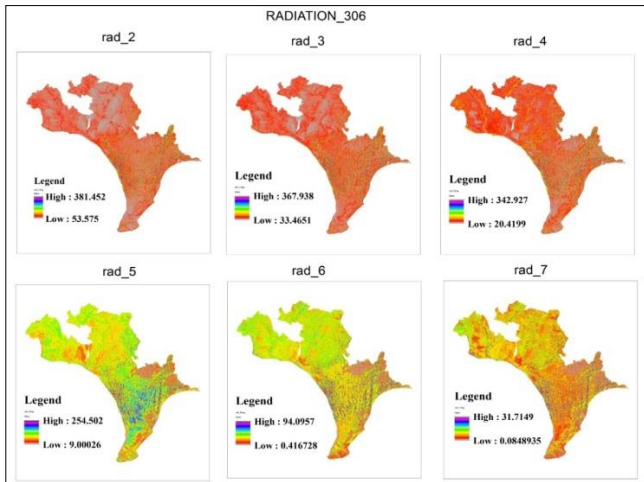 RADIATION_306
rad_2
rad_3
rad_4
Legend
High : 381.452
Low : 53.575
Legend
High : 367.938
Low : 33.4651
Legend
High : 342.927
Low : 20.4199
rad_5
rad_6
rad_7
Legend
High : 254.502
Low : 9.00026
Legend
High : 94.0957
Low : 0.416728
Legend
High : 31.7149
Low : 0.0848935